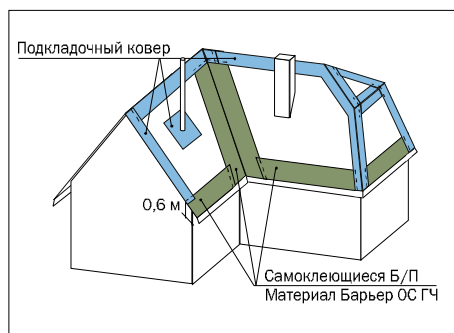 Подкладочный ковер
0,6 м
Самоклеющиеся Б/П
Материал Барьер ОС ГЧ